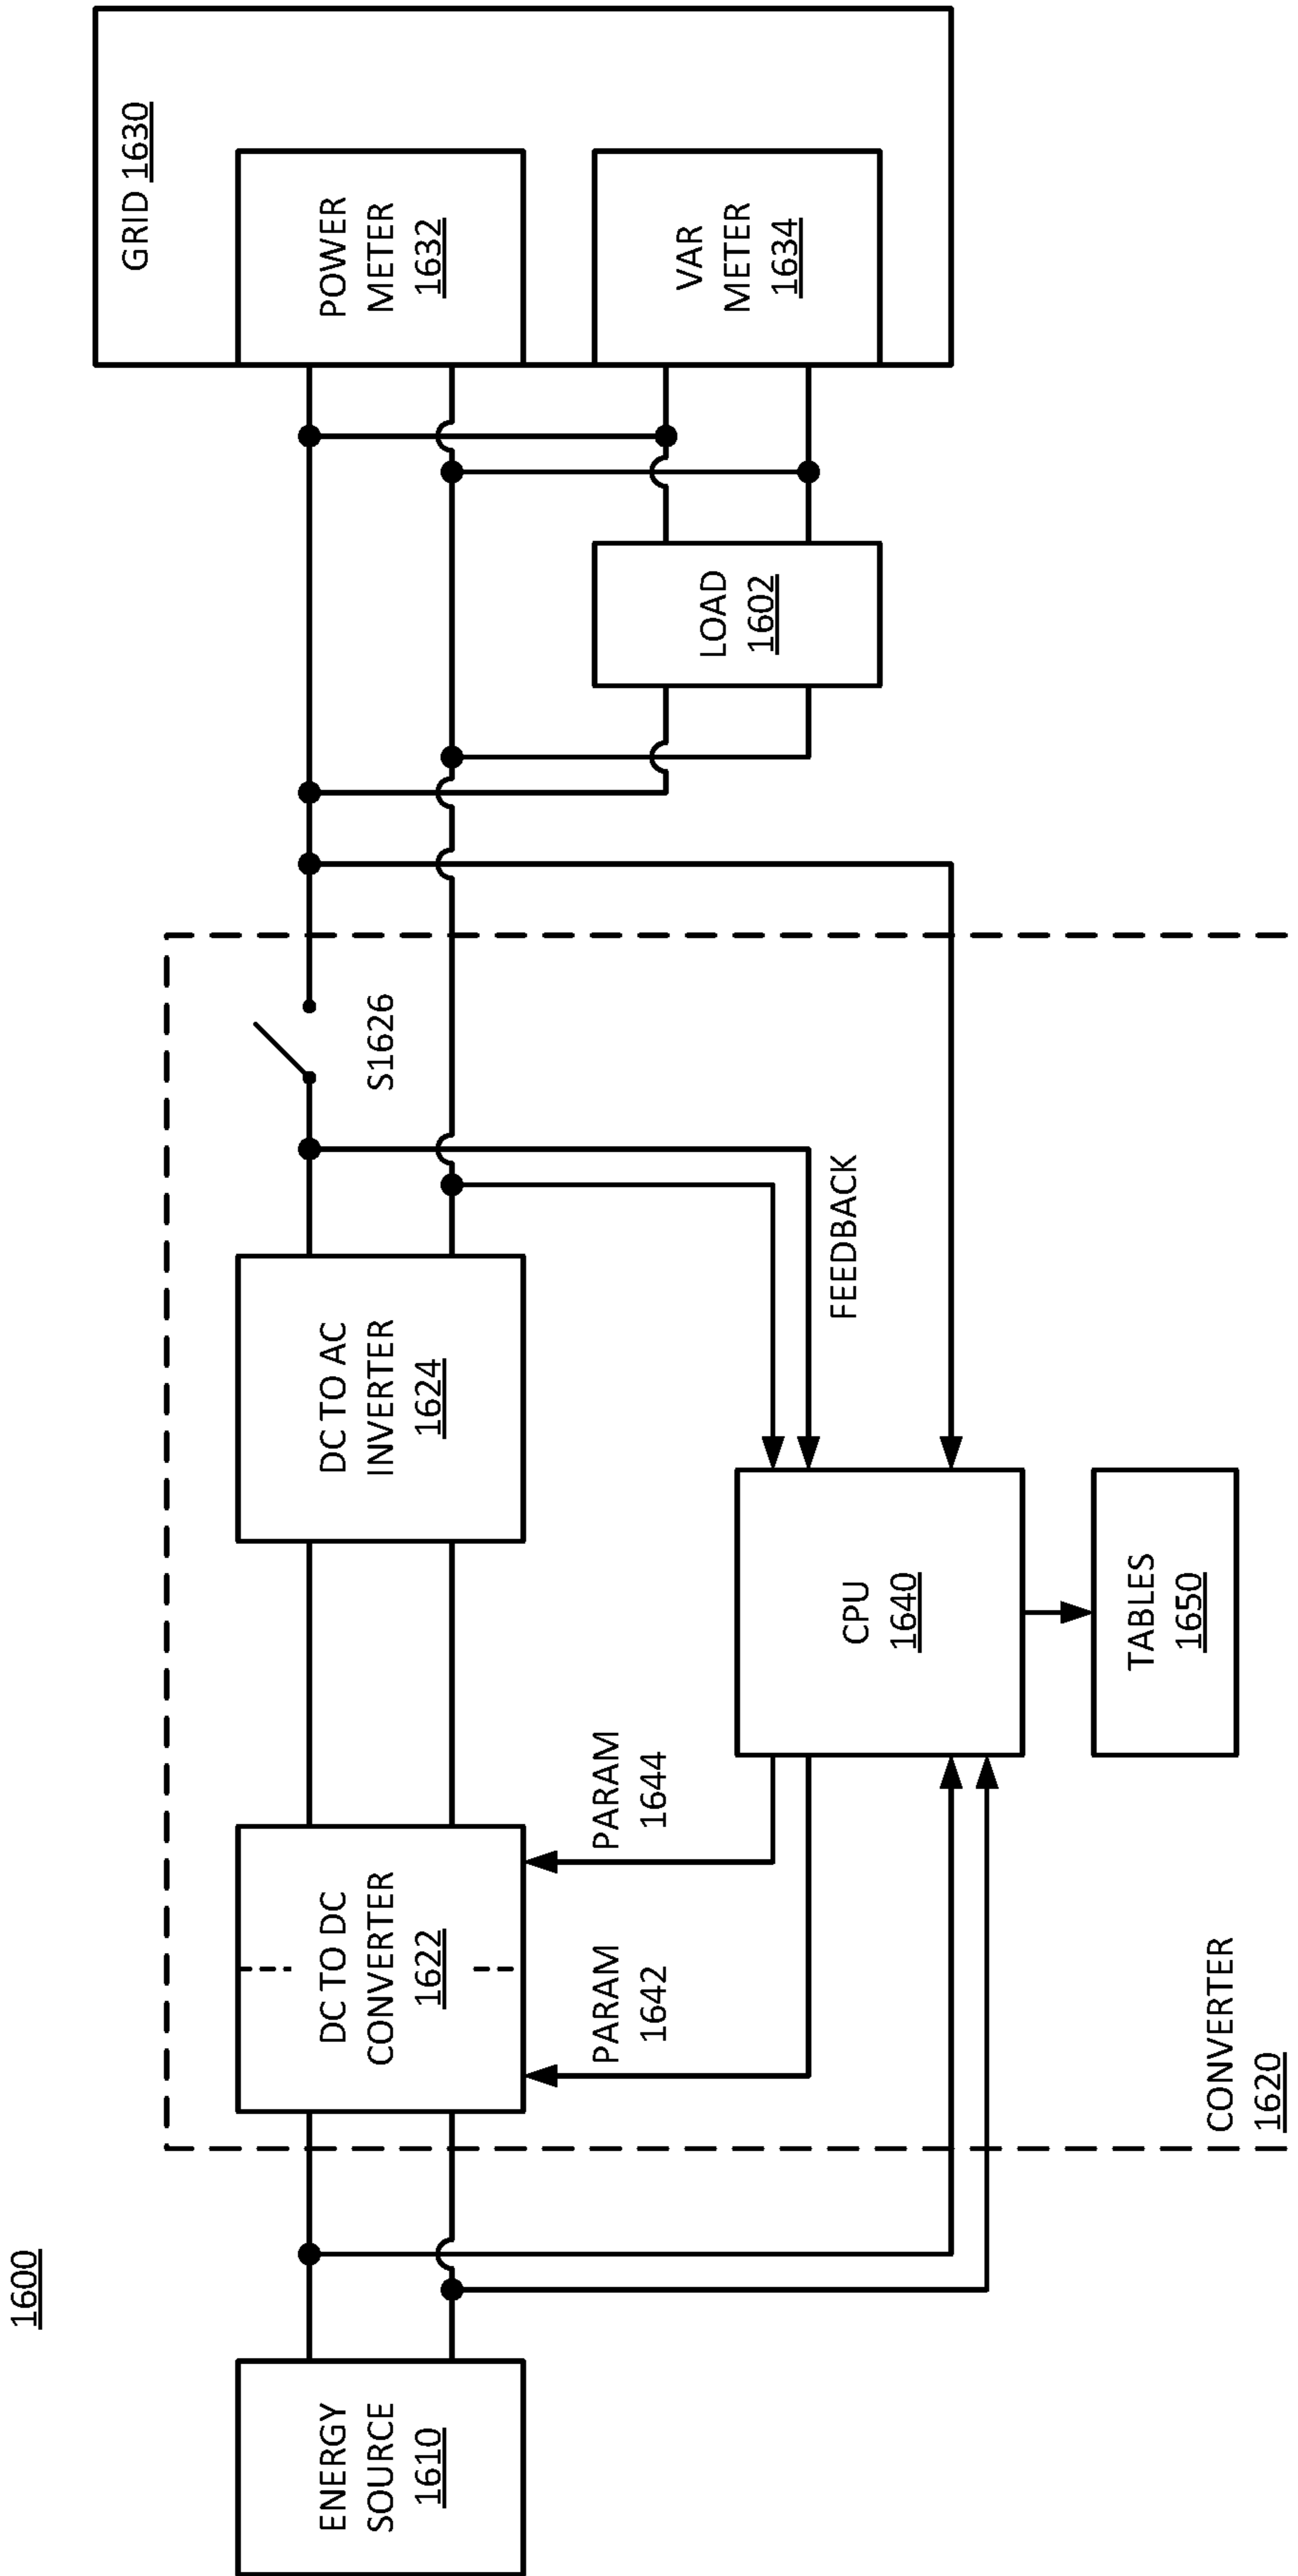 1600
ENERGY
SOURCE
1610
DC TO DC
CONVERTER
1622
DC TO AC
INVERTER
1624
S1626
GRID 1630
POWER
METER
1632
VAR
METER
1634
LOAD
1602
PARAM
1642
PARAM
1644
FEEDBACK
CPU
1640
TABLES
1650
CONVERTER
1620